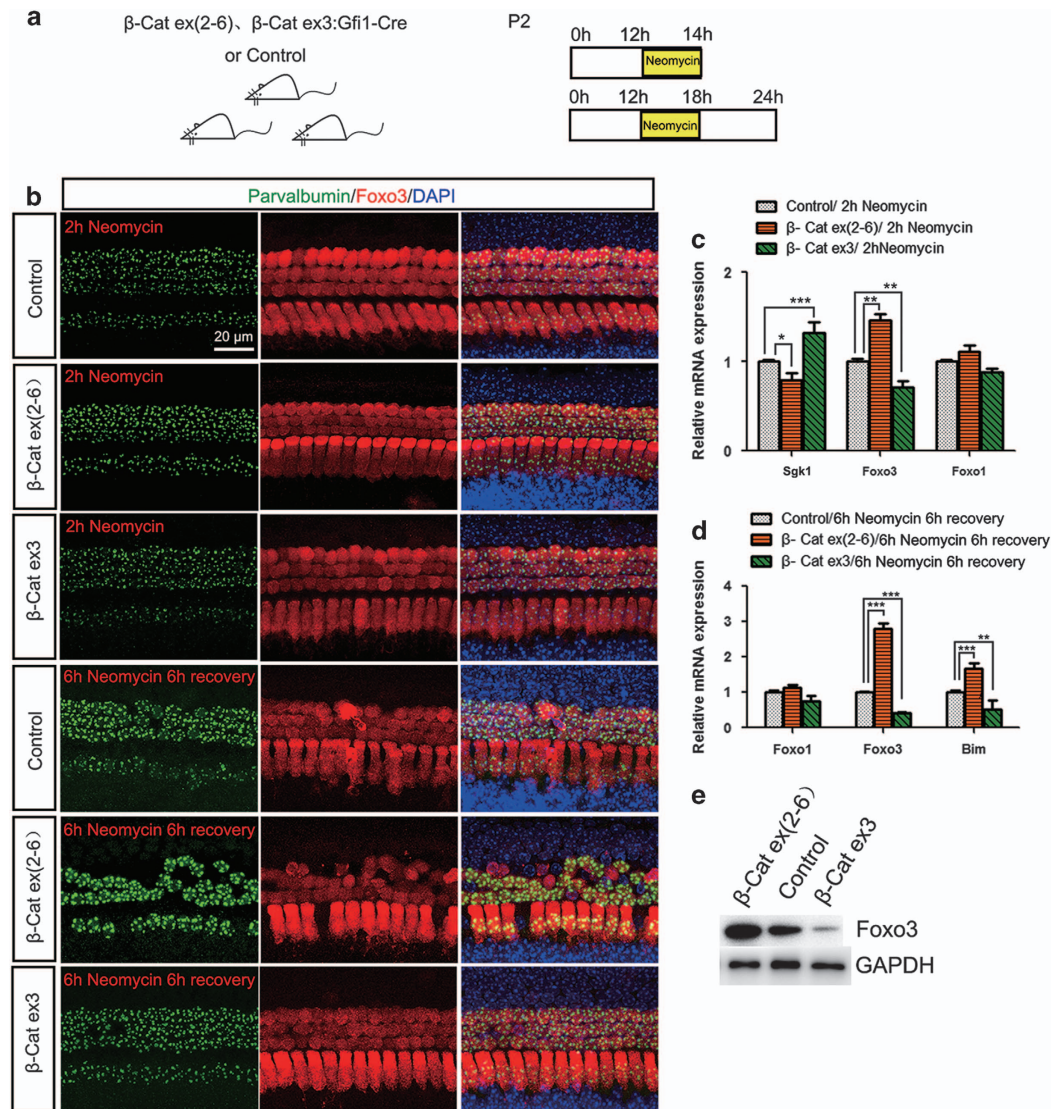 a
β-Cat ex(2-6)、β-Cat ex3:Gfi1-Cre
or Control
P2
0h 12h 14h
Neomycin
0h 12h 18h 24h
Neomycin
b
Parvalbumin/Foxo3/DAPI
Control
2h Neomycin
20 µm
β-Cat ex(2-6)
2h Neomycin
β-Cat ex3
2h Neomycin
Control
6h Neomycin 6h recovery
β-Cat ex(2-6)
6h Neomycin 6h recovery
β-Cat ex3
6h Neomycin 6h recovery
c
Control/ 2h Neomycin
β- Cat ex(2-6)/ 2h Neomycin
β- Cat ex3/ 2hNeomycin
Relative mRNA expression
2
1
0
***
*
**
**
Sgk1 Foxo3 Foxo1
d
Control/6h Neomycin 6h recovery
β- Cat ex(2-6)/6h Neomycin 6h recovery
β- Cat ex3/6h Neomycin 6h recovery
Relative mRNA expression
4
3
2
1
0
***
***
**
***
Foxo1 Foxo3 Bim
e
β-Cat ex(2-6)
Control
β-Cat ex3
Foxo3
GAPDH